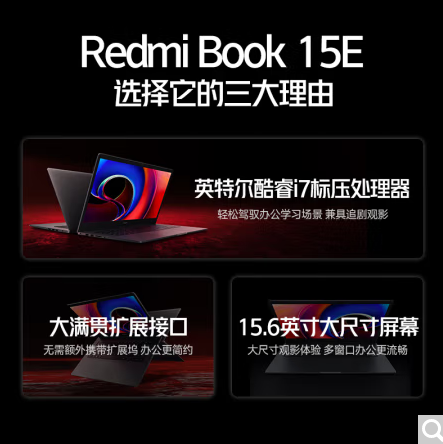 Redmi Book 15E
选择它的三大理由
英特尔酷睿i7标压处理器
轻松驾驭办公学习场景 兼具追剧观影
大满贯扩展接口
无需额外携带扩展坞 办公更简约
15.6英寸大尺寸屏幕
大尺寸观影体验 多窗口办公更流畅